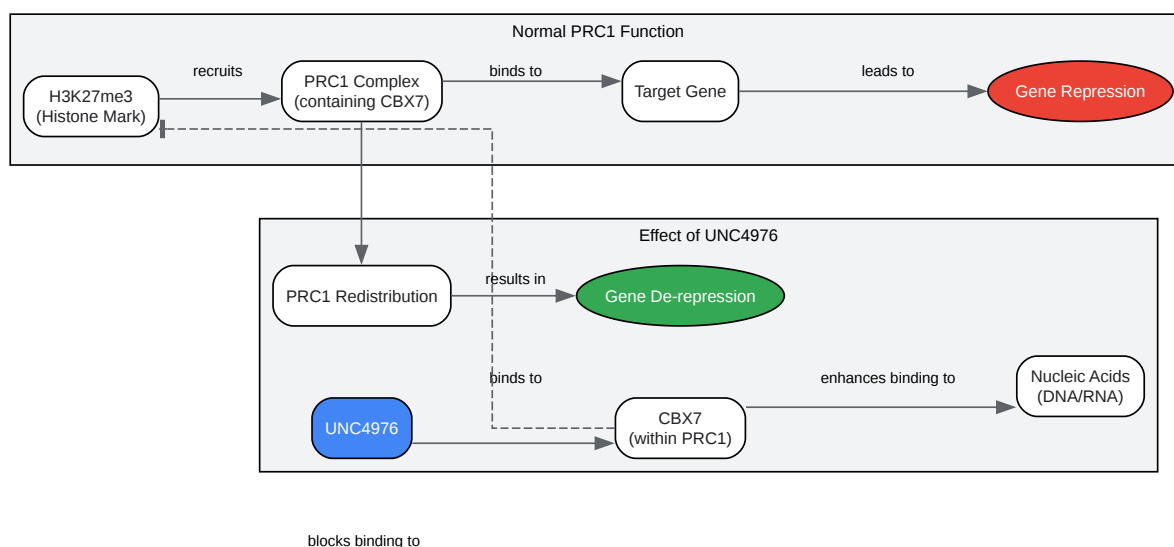 Normal PRC1 Function
H3K27me3
(Histone Mark)
recruits
PRC1 Complex
(containing CBX7)
binds to
Target Gene
leads to
Gene Repression
Effect of UNC4976
PRC1 Redistribution
results in
Gene De-repression
UNC4976
binds to
CBX7
(within PRC1)
enhances binding to
Nucleic Acids
(DNA/RNA)
blocks binding to